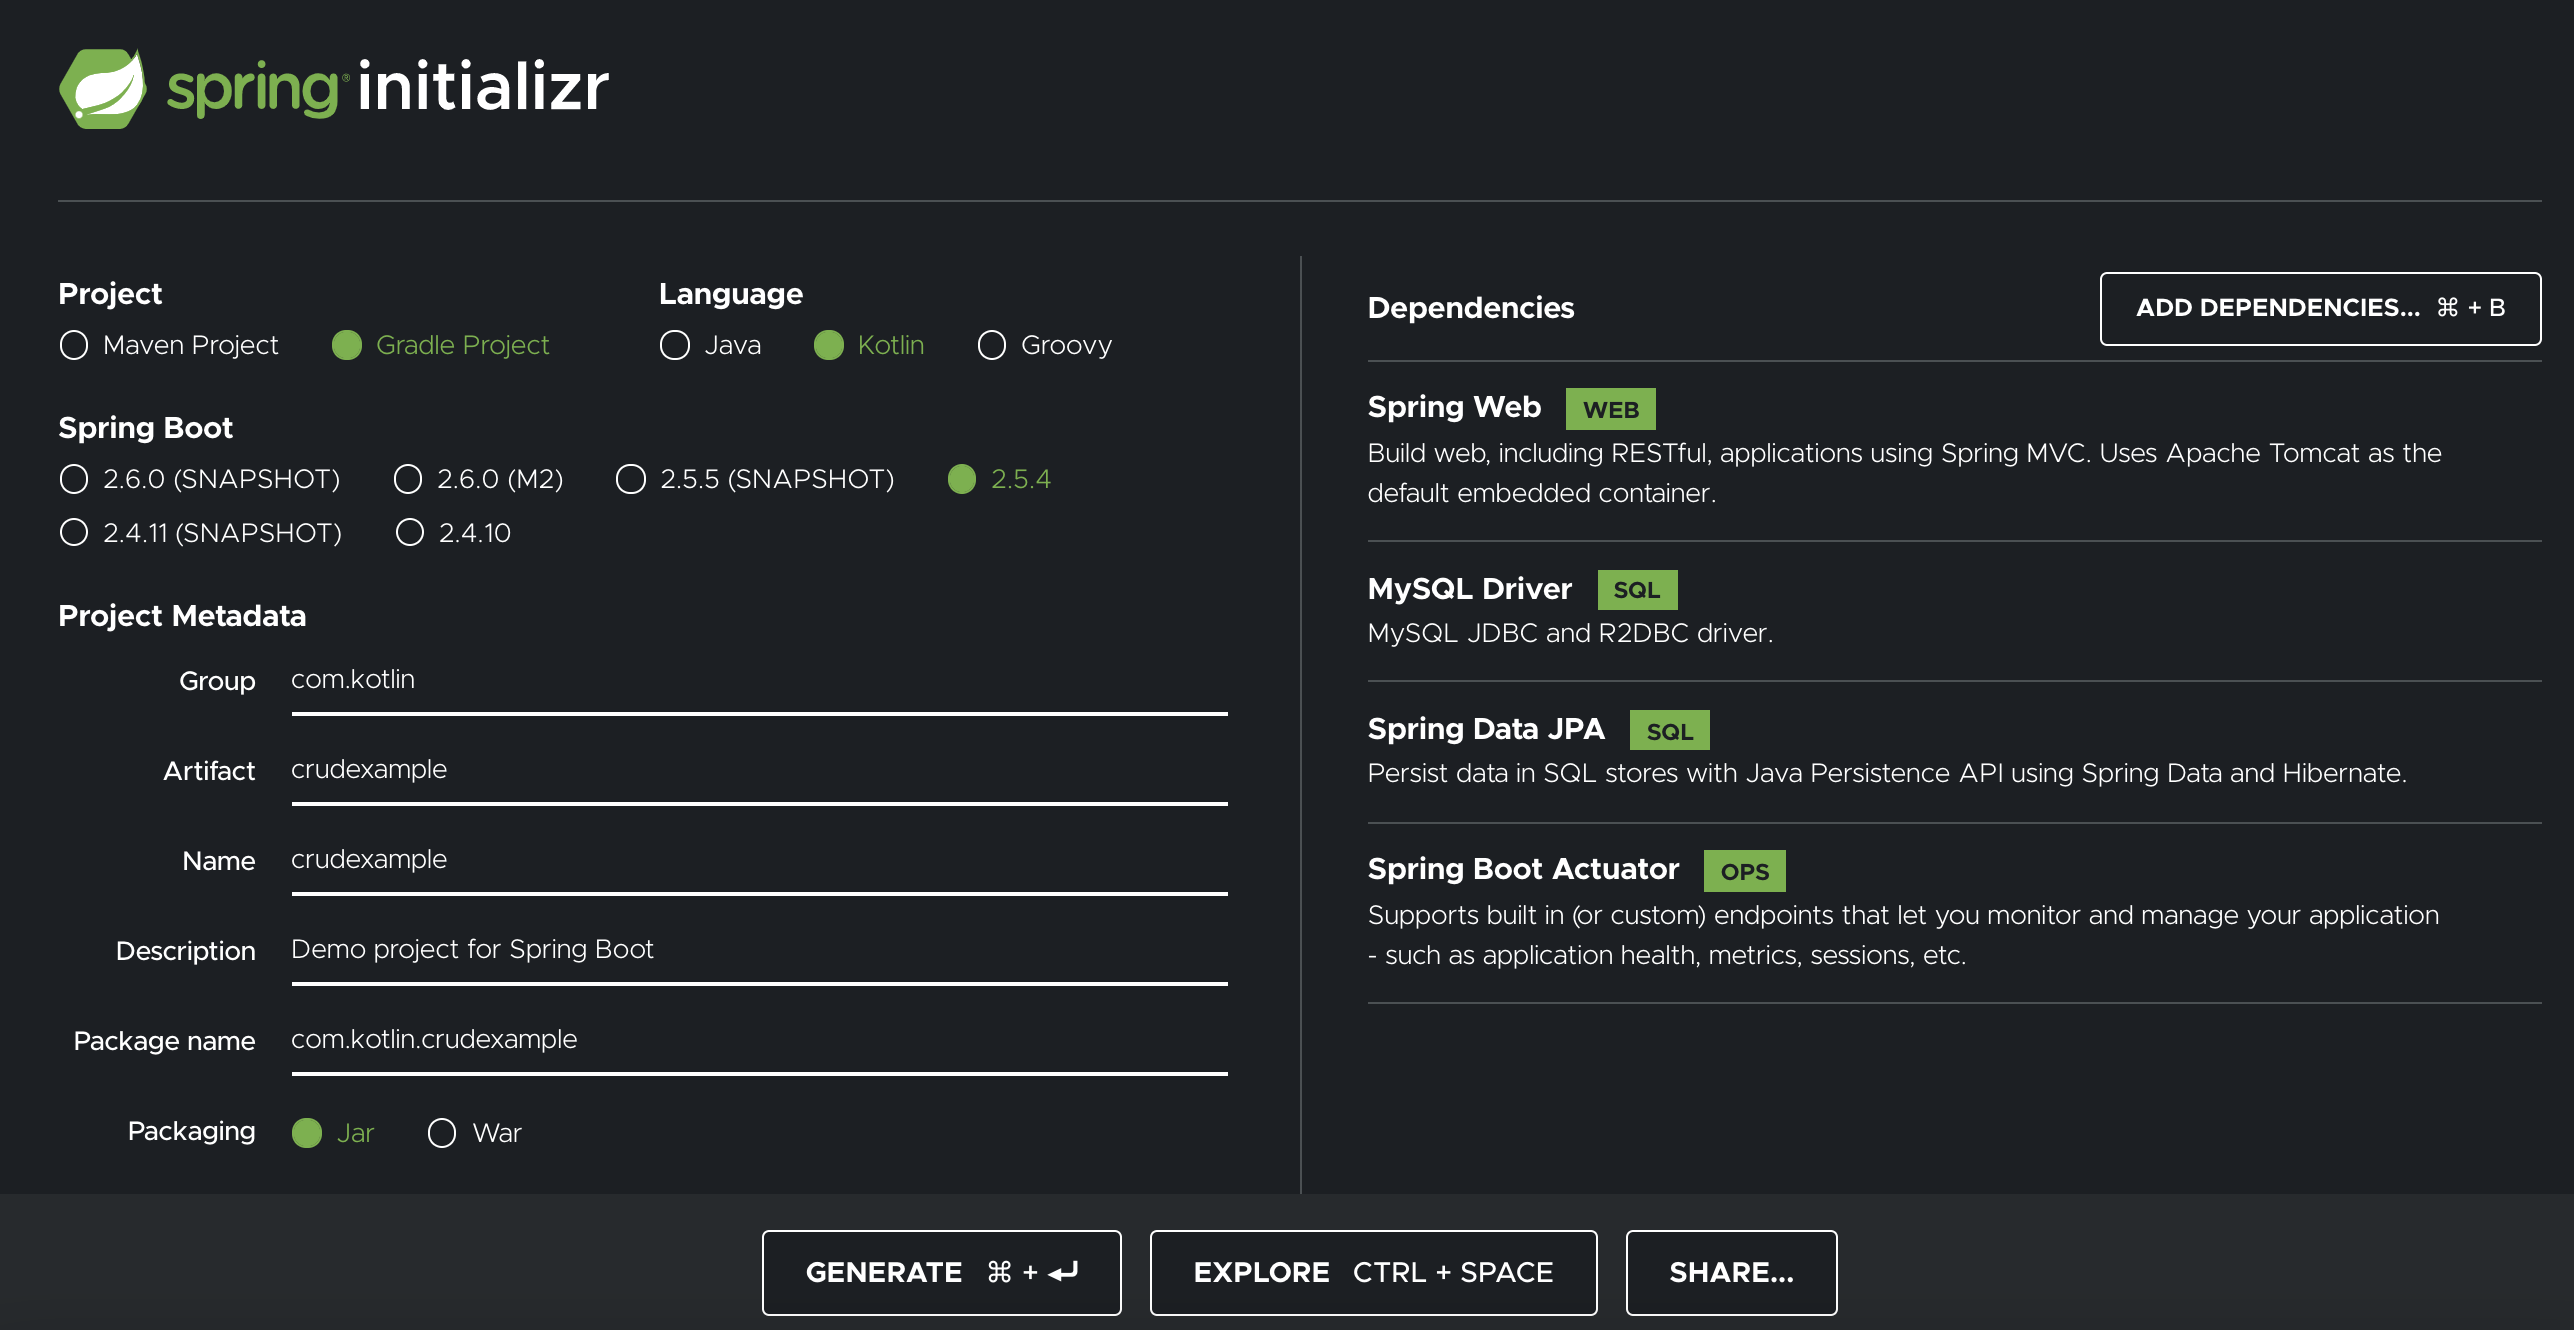 spring® initializr
Project
Maven Project Gradle Project
Language
Java Kotlin Groovy
Spring Boot
2.6.0 (SNAPSHOT) 2.6.0 (M2) 2.5.5 (SNAPSHOT) 2.5.4
2.4.11 (SNAPSHOT) 2.4.10
Project Metadata
Group com.kotlin
Artifact crudexample
Name crudexample
Description Demo project for Spring Boot
Package name com.kotlin.crudexample
Packaging Jar War
Dependencies
ADD DEPENDENCIES... ⌘ + B
Spring Web WEB
Build web, including RESTful, applications using Spring MVC. Uses Apache Tomcat as the
default embedded container.
MySQL Driver SQL
MySQL JDBC and R2DBC driver.
Spring Data JPA SQL
Persist data in SQL stores with Java Persistence API using Spring Data and Hibernate.
Spring Boot Actuator OPS
Supports built in (or custom) endpoints that let you monitor and manage your application
- such as application health, metrics, sessions, etc.
GENERATE ⌘ + ⏎
EXPLORE CTRL + SPACE
SHARE...